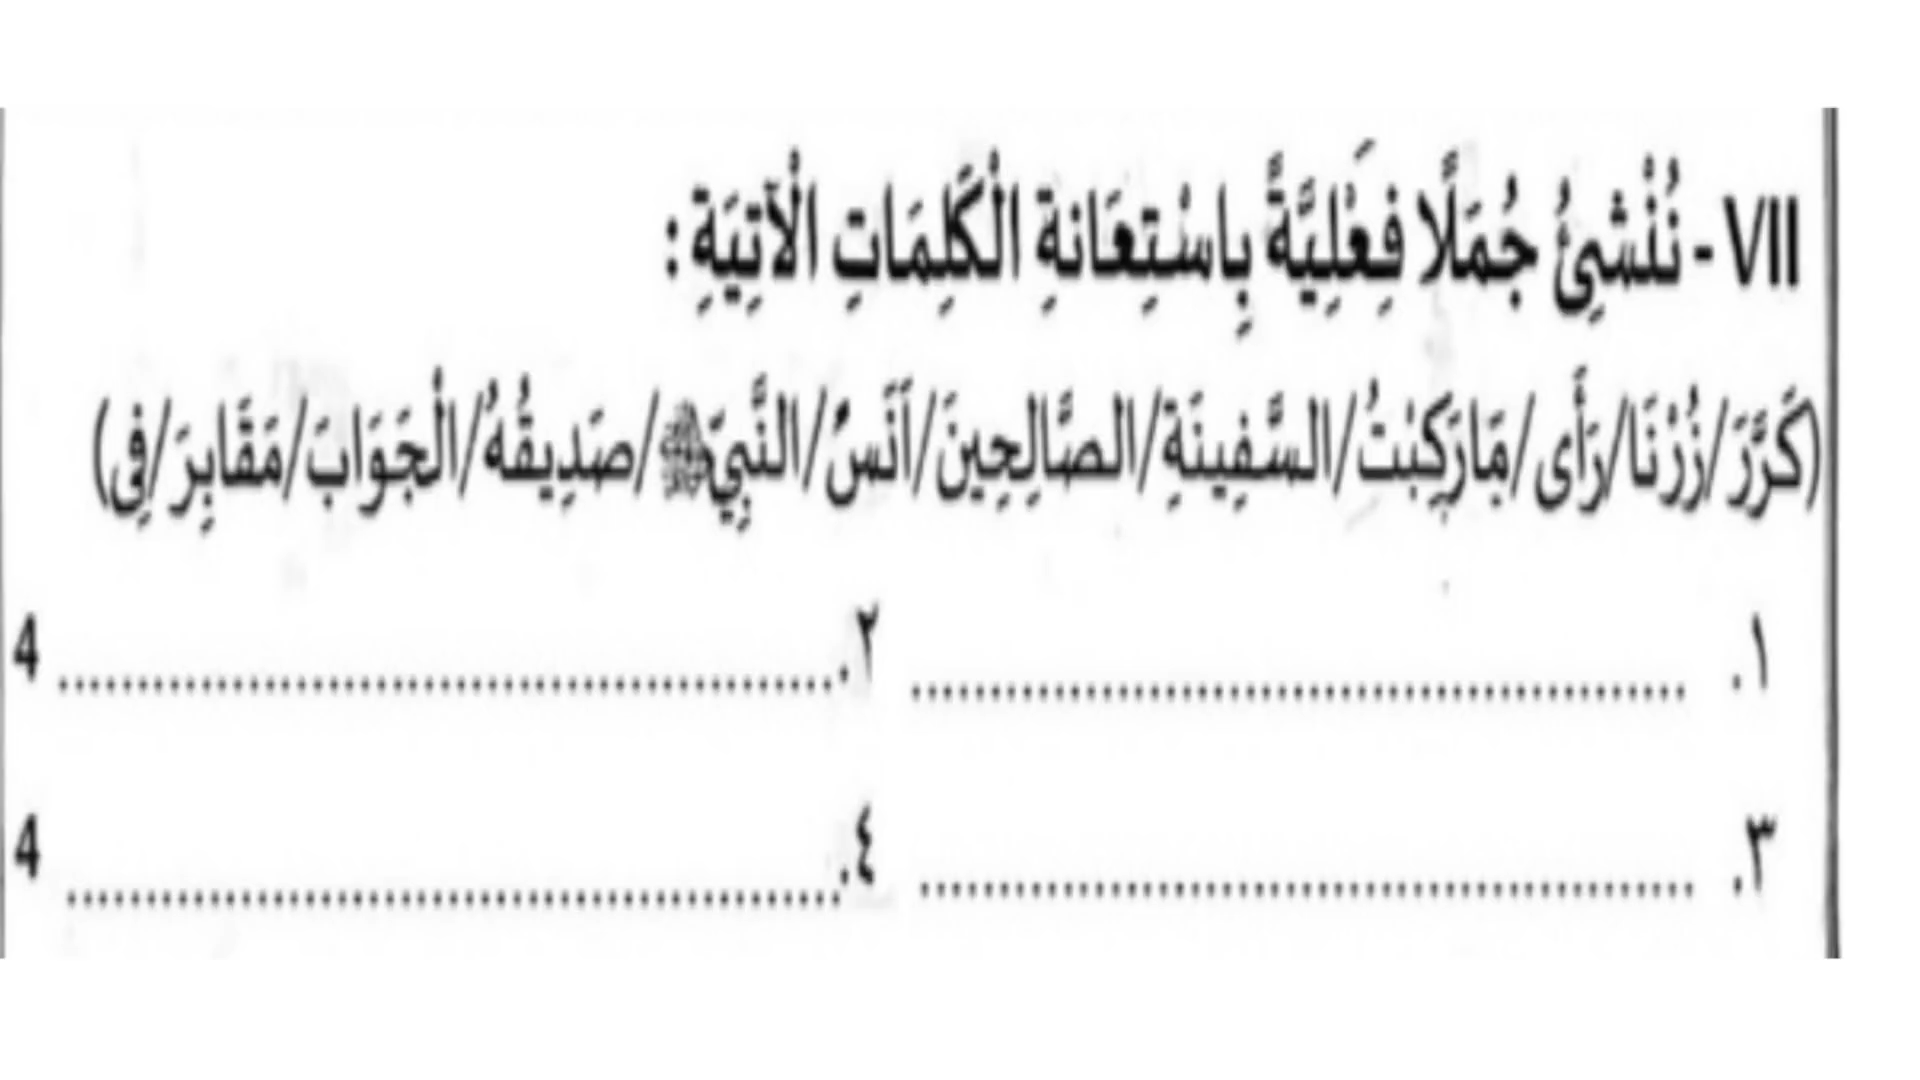 VII - نُنْشِئُ جُمَلًا فِعْلِيَّةً بِاسْتِعَانَةِ الْكَلِمَاتِ الْآتِيَةِ :
(كَرَّرَ/زُرْنَا/رَأَى/مَارَكِبْتُ/السَّفِينَةِ/الصَّالِحِينَ/اَنَسٌ/النَّبِيَّ ﷺ/صَدِيقُهُ/الْجَوَابَ/مَقَابِرَ/فِى)
١. .................................................. ٢. .................................................. 4
٣. .................................................. ٤. .................................................. 4